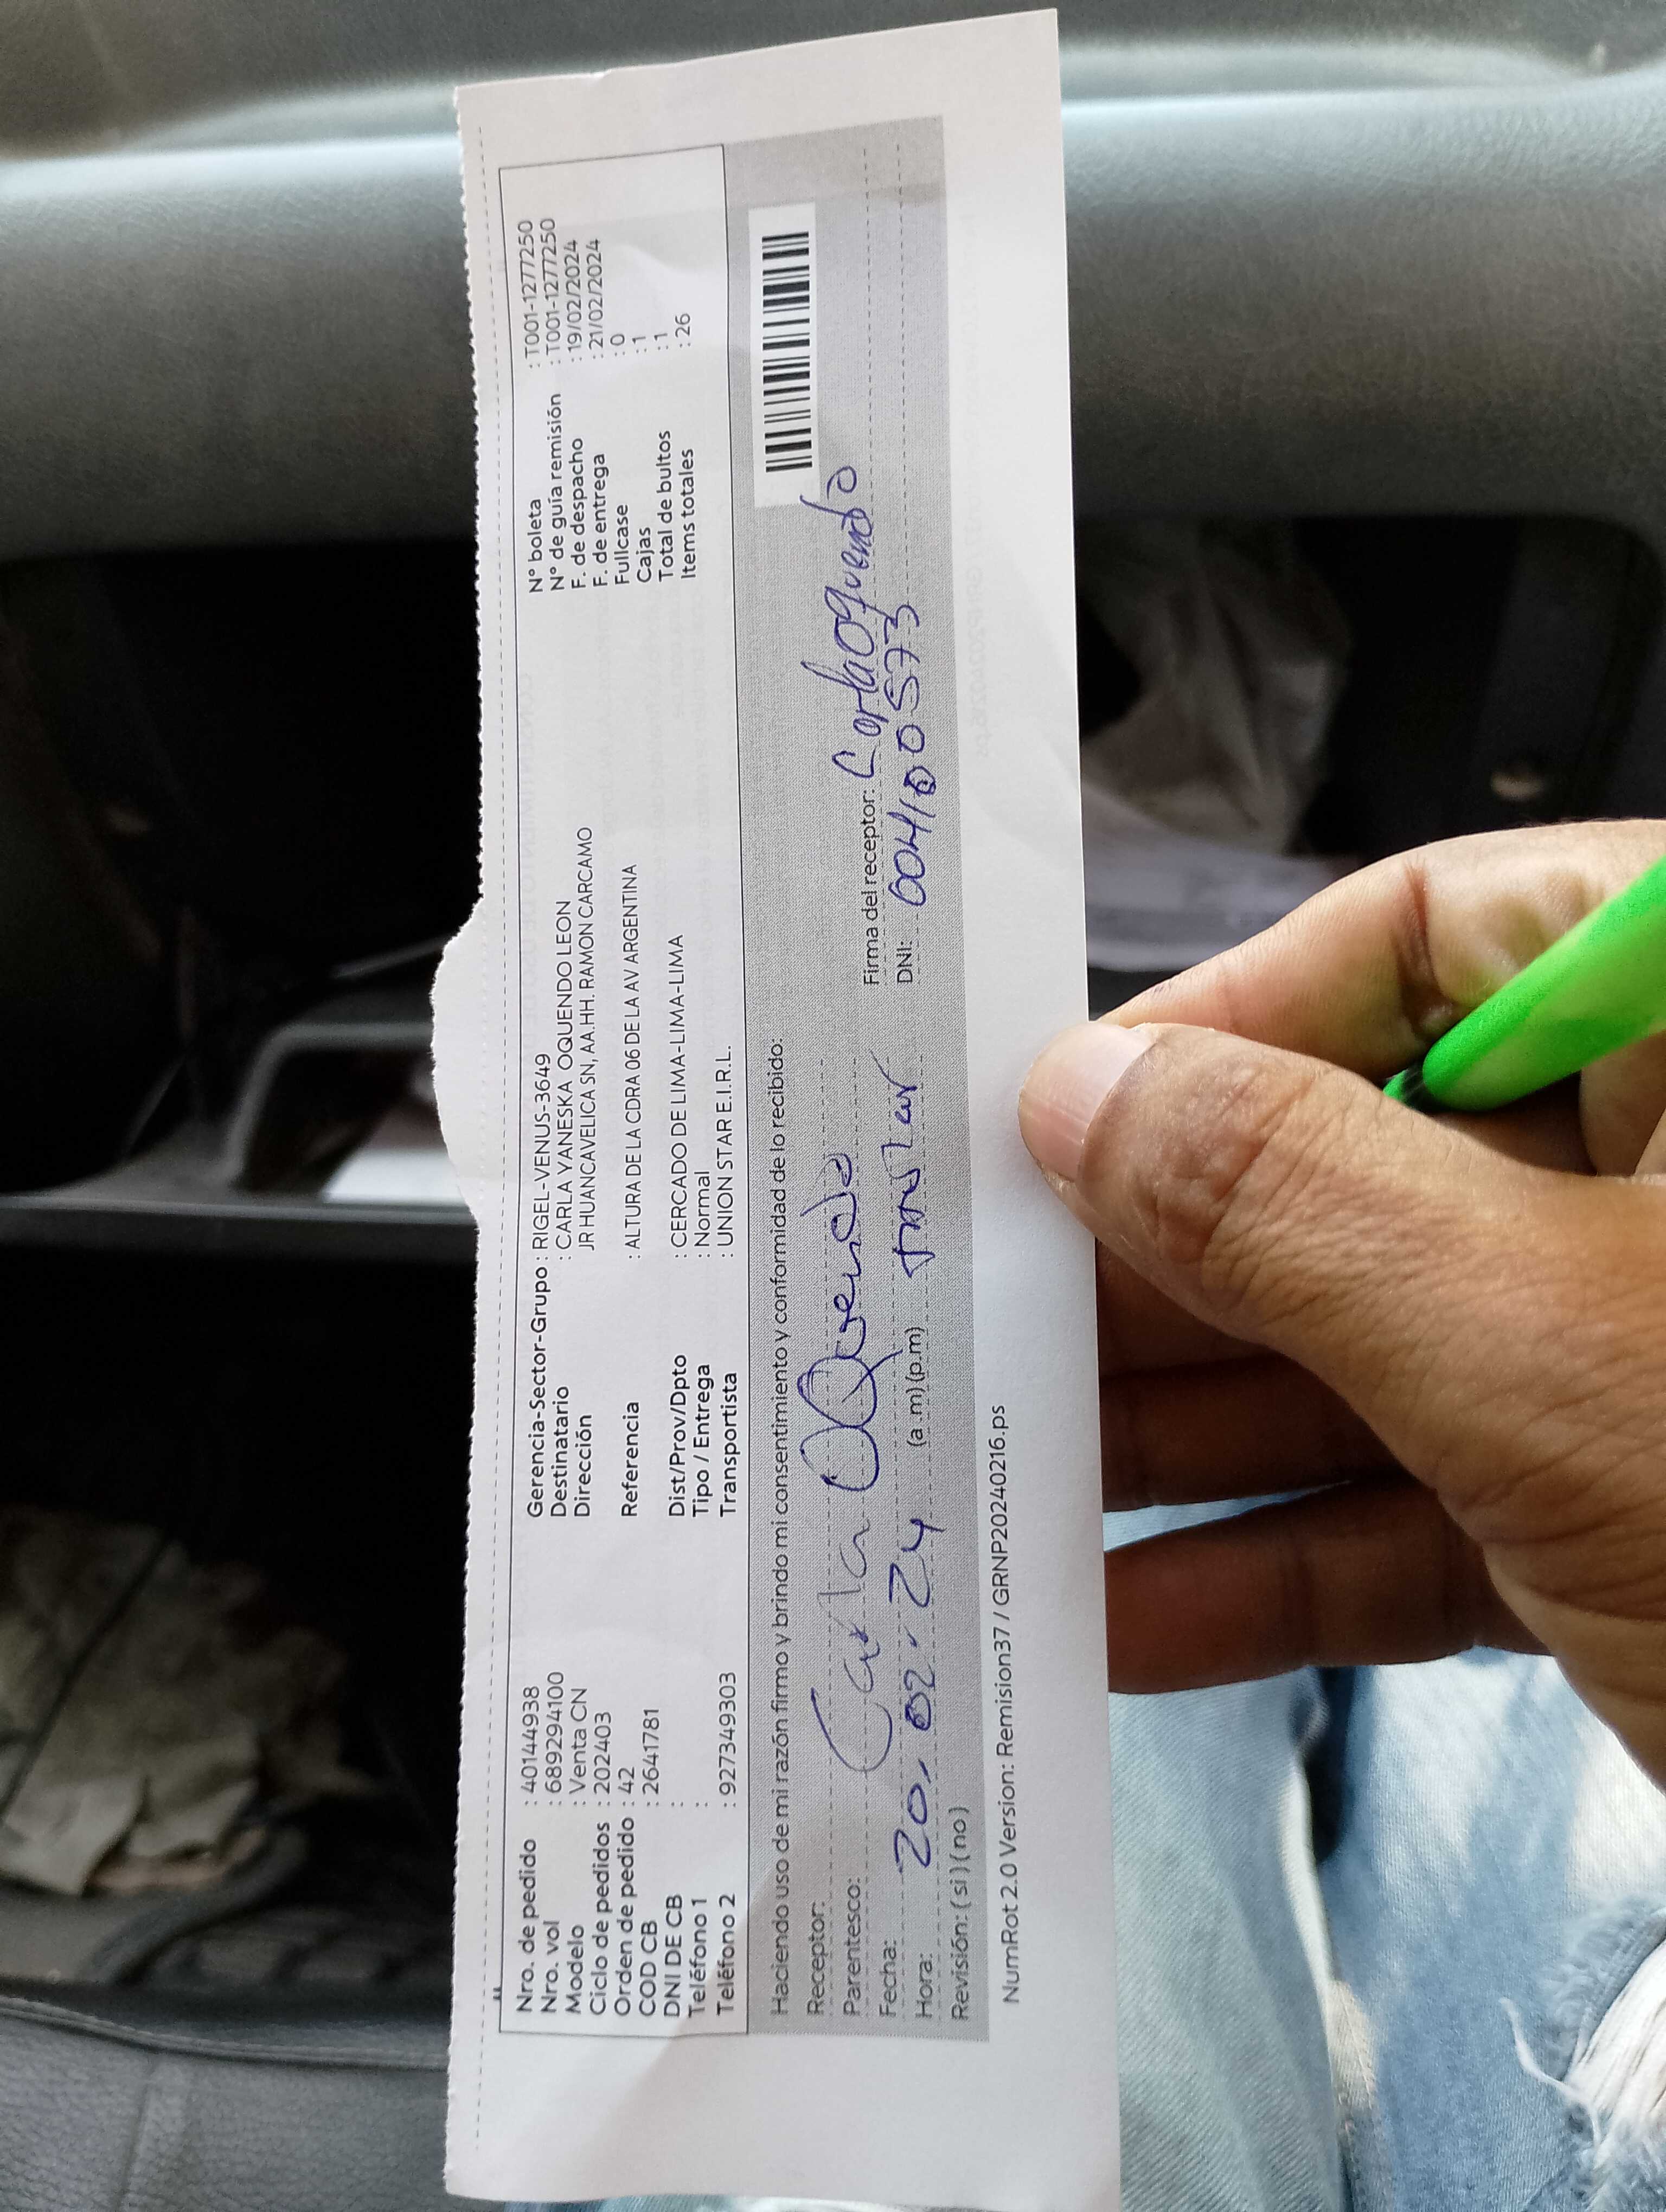 Nro. de pedido : 40144938
Nro. vol : 689294100
Modelo : Venta CN
Ciclo de pedidos : 202403
Orden de pedido : 42
COD CB : 2641781
DNI DE CB :
Teléfono 1 :
Teléfono 2 : 927349303
Gerencia-Sector-Grupo : RIGEL-VENUS-3649
Destinatario : CARLA YANESKA OQUENDO LEON
Dirección JR HUANCAVELICA SN, AA.HH. RAMON CARCAMO
Referencia : ALTURA DE LA CDRA 06 DE LA AV ARGENTINA
Dist/Prov/Dpto : CERCADO DE LIMA-LIMA-LIMA
Tipo / Entrega : Normal
Transportista : UNION STAR E.I.R.L.
N° boleta : T001-1277250
N° de guía remisión : T001-1277250
F. de despacho : 19/02/2024
F. de entrega : 21/02/2024
Fullcase : 0
Cajas : 1
Total de bultos : 1
Items totales : 26
Haciendo uso de mi razón firmo y brindo mi consentimiento y conformidad de lo recibido:
Receptor: Carla Oquendo
Parentesco:
Fecha: 20.02.24
Hora: (a.m)(p.m)
Revisión: (si)(no)
Firma del receptor: Carla Oquendo
DNI:
NumRot 2.0 Version: Remision37 / GRNP20240216.ps